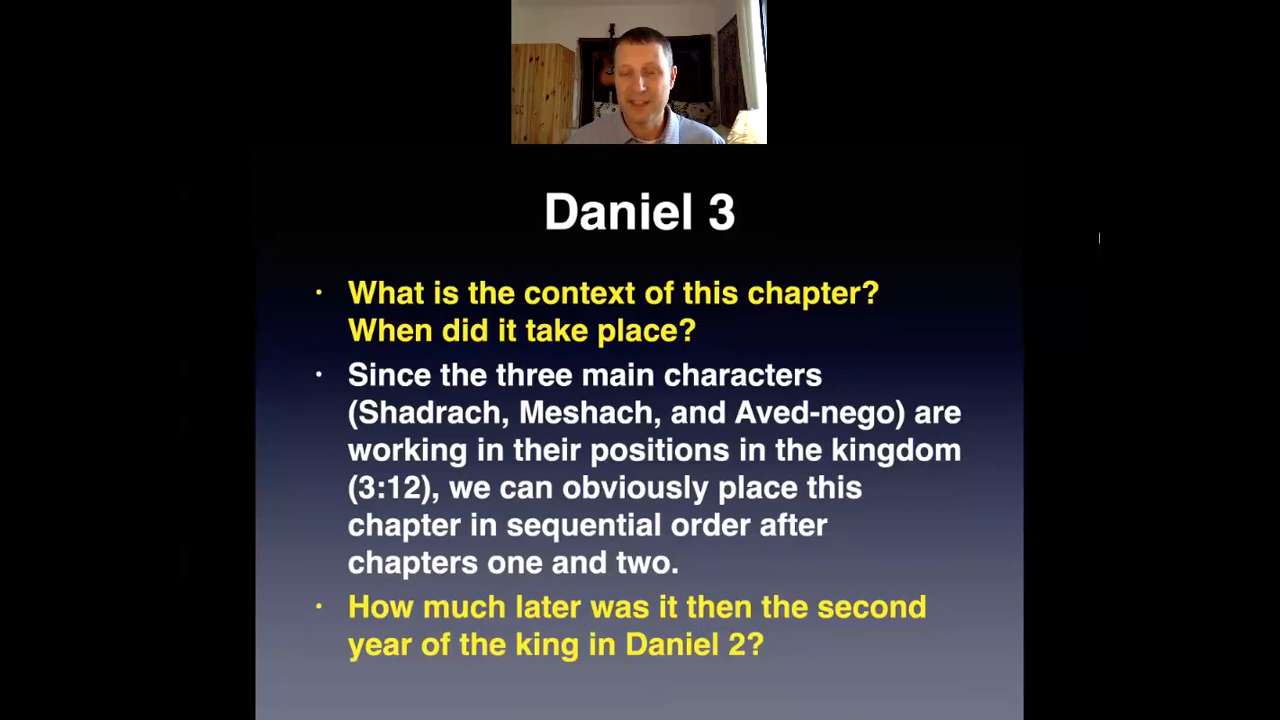 Daniel 3
· What is the context of this chapter?
When did it take place?
· Since the three main characters
(Shadrach, Meshach, and Aved-nego) are
working in their positions in the kingdom
(3:12), we can obviously place this
chapter in sequential order after
chapters one and two.
· How much later was it then the second
year of the king in Daniel 2?